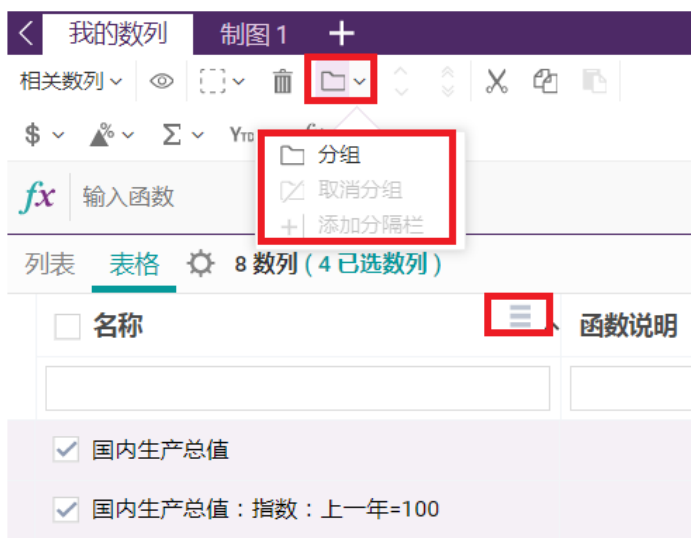 我的数列 制图 1
相关数列
$ % Σ YTD
分组
取消分组
添加分隔栏
fx 输入函数
列表 表格 8 数列 ( 4 已选数列 )
名称 函数说明
国内生产总值
国内生产总值：指数：上一年=100